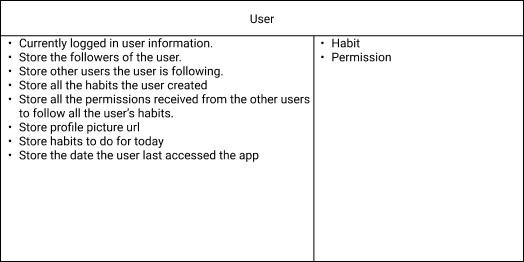 User
• Currently logged in user information.
• Store the followers of the user.
• Store other users the user is following.
• Store all the habits the user created
• Store all the permissions received from the other users
to follow all the user's habits.
• Store profile picture url
• Store habits to do for today
• Store the date the user last accessed the app
• Habit
• Permission